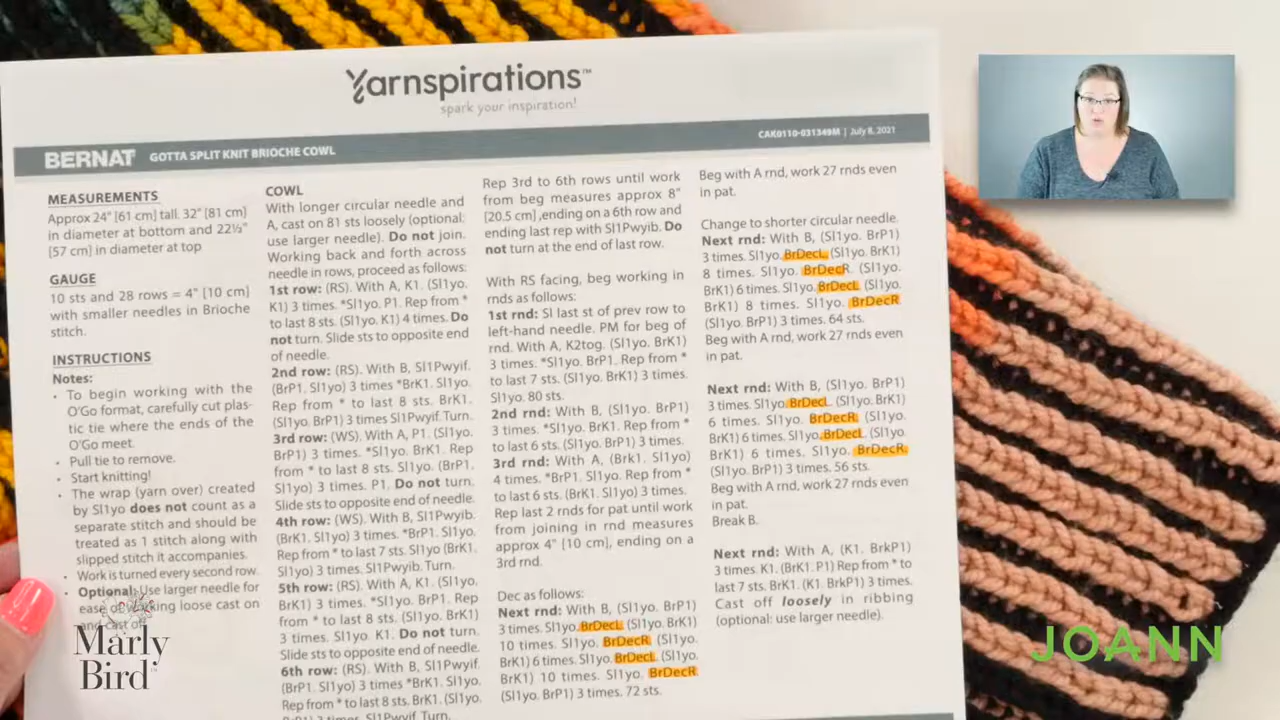 Yarnspirations™
spark your inspiration!
CAK0110-031349M | July 8, 2021
BERNAT GOTTA SPLIT KNIT BRIOCHE COWL
MEASUREMENTS
Approx 24" [61 cm] tall. 32" [81 cm]
in diameter at bottom and 22½"
[57 cm] in diameter at top
GAUGE
10 sts and 28 rows = 4" [10 cm]
with smaller needles in Brioche
stitch.
INSTRUCTIONS
Notes:
• To begin working with the
O'Go format, carefully cut plas-
tic tie where the ends of the
O'Go meet.
• Pull tie to remove.
• Start knitting!
• The wrap (yarn over) created
by Sl1yo does not count as a
separate stitch and should be
treated as 1 stitch along with
slipped stitch it accompanies.
• Work is turned every second row.
• Optional: Use larger needle for
ease of working loose cast on
and cast off.
COWL
With longer circular needle and
A, cast on 81 sts loosely (optional:
use larger needle). Do not join.
Working back and forth across
needle in rows, proceed as follows:
1st row: (RS). With A, K1. (Sl1yo.
K1) 3 times. *Sl1yo. P1. Rep from *
to last 8 sts. (Sl1yo. K1) 4 times. Do
not turn. Slide sts to opposite end
of needle.
2nd row: (RS). With B, Sl1Pwyif.
(BrP1. Sl1yo) 3 times *BrK1. Sl1yo.
Rep from * to last 8 sts. BrK1.
(Sl1yo. BrP1) 3 times Sl1Pwyif. Turn.
3rd row: (WS). With A, P1. (Sl1yo.
BrP1) 3 times. *Sl1yo. BrK1. Rep
from * to last 8 sts. Sl1yo. (BrP1.
Sl1yo) 3 times. P1. Do not turn.
Slide sts to opposite end of needle.
4th row: (WS). With B, Sl1Pwyib.
(BrK1. Sl1yo) 3 times. *BrP1. Sl1yo.
Rep from * to last 7 sts. Sl1yo (BrK1.
Sl1yo) 3 times. Sl1Pwyib. Turn.
5th row: (RS). With A, K1. (Sl1yo.
BrK1) 3 times. *Sl1yo. BrP1. Rep
from * to last 8 sts. (Sl1yo. BrK1)
3 times. Sl1yo. K1. Do not turn.
Slide sts to opposite end of needle.
6th row: (RS). With B, Sl1Pwyif.
(BrP1. Sl1yo) 3 times *BrK1. Sl1yo.
Rep from * to last 8 sts. BrK1. (Sl1yo.
BrP1) 3 times. Sl1Pwyif. Turn.
Rep 3rd to 6th rows until work
from beg measures approx 8"
[20.5 cm] ,ending on a 6th row and
ending last rep with Sl1Pwyib. Do
not turn at the end of last row.
With RS facing, beg working in
rnds as follows:
1st rnd: Sl last st of prev row to
left-hand needle. PM for beg of
rnd. With A, K2tog. (Sl1yo. BrK1)
3 times. *Sl1yo. BrP1. Rep from *
to last 7 sts. (Sl1yo. BrK1) 3 times.
Sl1yo. 80 sts.
2nd rnd: With B, (Sl1yo. BrP1)
3 times. *Sl1yo. BrK1. Rep from *
to last 6 sts. (Sl1yo. BrP1) 3 times.
3rd rnd: With A, (BrK1. Sl1yo)
4 times. *BrP1. Sl1yo. Rep from *
to last 6 sts. (BrK1. Sl1yo) 3 times.
Rep last 2 rnds for pat until work
from joining in rnd measures
approx 4" [10 cm], ending on a
3rd rnd.
Dec as follows:
Next rnd: With B, (Sl1yo. BrP1)
3 times. Sl1yo. BrDecL. (Sl1yo. BrK1)
10 times. Sl1yo. BrDecR. (Sl1yo.
BrK1) 6 times. Sl1yo. BrDecL. (Sl1yo.
BrK1) 10 times. Sl1yo. BrDecR.
(Sl1yo. BrP1) 3 times. 72 sts.
Beg with A rnd, work 27 rnds even
in pat.
Change to shorter circular needle.
Next rnd: With B, (Sl1yo. BrP1)
3 times. Sl1yo. BrDecL. (Sl1yo. BrK1)
8 times. Sl1yo. BrDecR. (Sl1yo.
BrK1) 6 times. Sl1yo. BrDecL. (Sl1yo.
BrK1) 8 times. Sl1yo. BrDecR.
(Sl1yo. BrP1) 3 times. 64 sts.
Beg with A rnd, work 27 rnds even
in pat.
Next rnd: With B, (Sl1yo. BrP1)
3 times. Sl1yo. BrDecL. (Sl1yo. BrK1)
6 times. Sl1yo. BrDecR. (Sl1yo.
BrK1) 6 times. Sl1yo. BrDecL. (Sl1yo.
BrK1) 6 times. Sl1yo. BrDecR.
(Sl1yo. BrP1) 3 times. 56 sts.
Beg with A rnd, work 27 rnds even
in pat.
Break B.
Next rnd: With A, (K1. BrkP1)
3 times. K1. (BrK1. P1) Rep from * to
last 7 sts. BrK1. (K1. BrkP1) 3 times.
Cast off loosely in ribbing
(optional: use larger needle).
Marly
Bird
JOANN